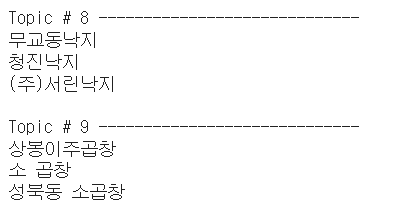 Topic # 8 -----------------------------
무교동낙지
청진낙지
(주)서린낙지
Topic # 9 -----------------------------
상봉이주곱창
소 곱창
성북동 소곱창